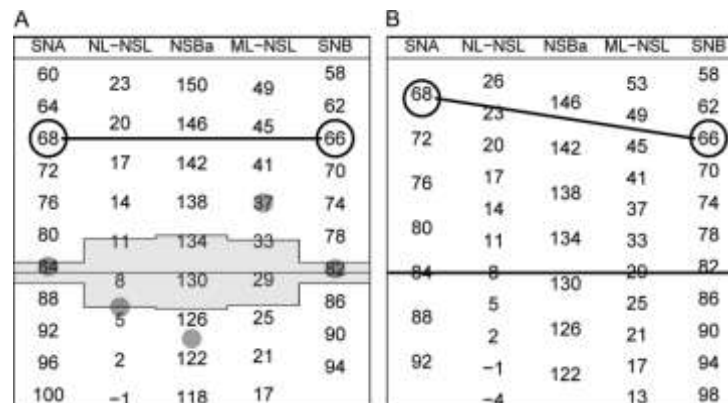 A
SNA NL–NSL NSBa ML–NSL SNB
60 23 150 49 58
64 62
20 146 45
68 66
72 17 142 41 70
76 14 138 37 74
80 11 134 33 78
84 82
8 130 29
88 86
5 126 25
92 90
96 2 122 21 94
100 –1 118 17
B
SNA NL–NSL NSBa ML–NSL SNB
26 53 58
68 146 62
23 49
72 20 142 45 66
76 17 41 70
138
14 37 74
80 11 134 33 78
84 8 29 82
130
88 5 25 86
2 126 21 90
92 –1 122 17 94
–4 13 98